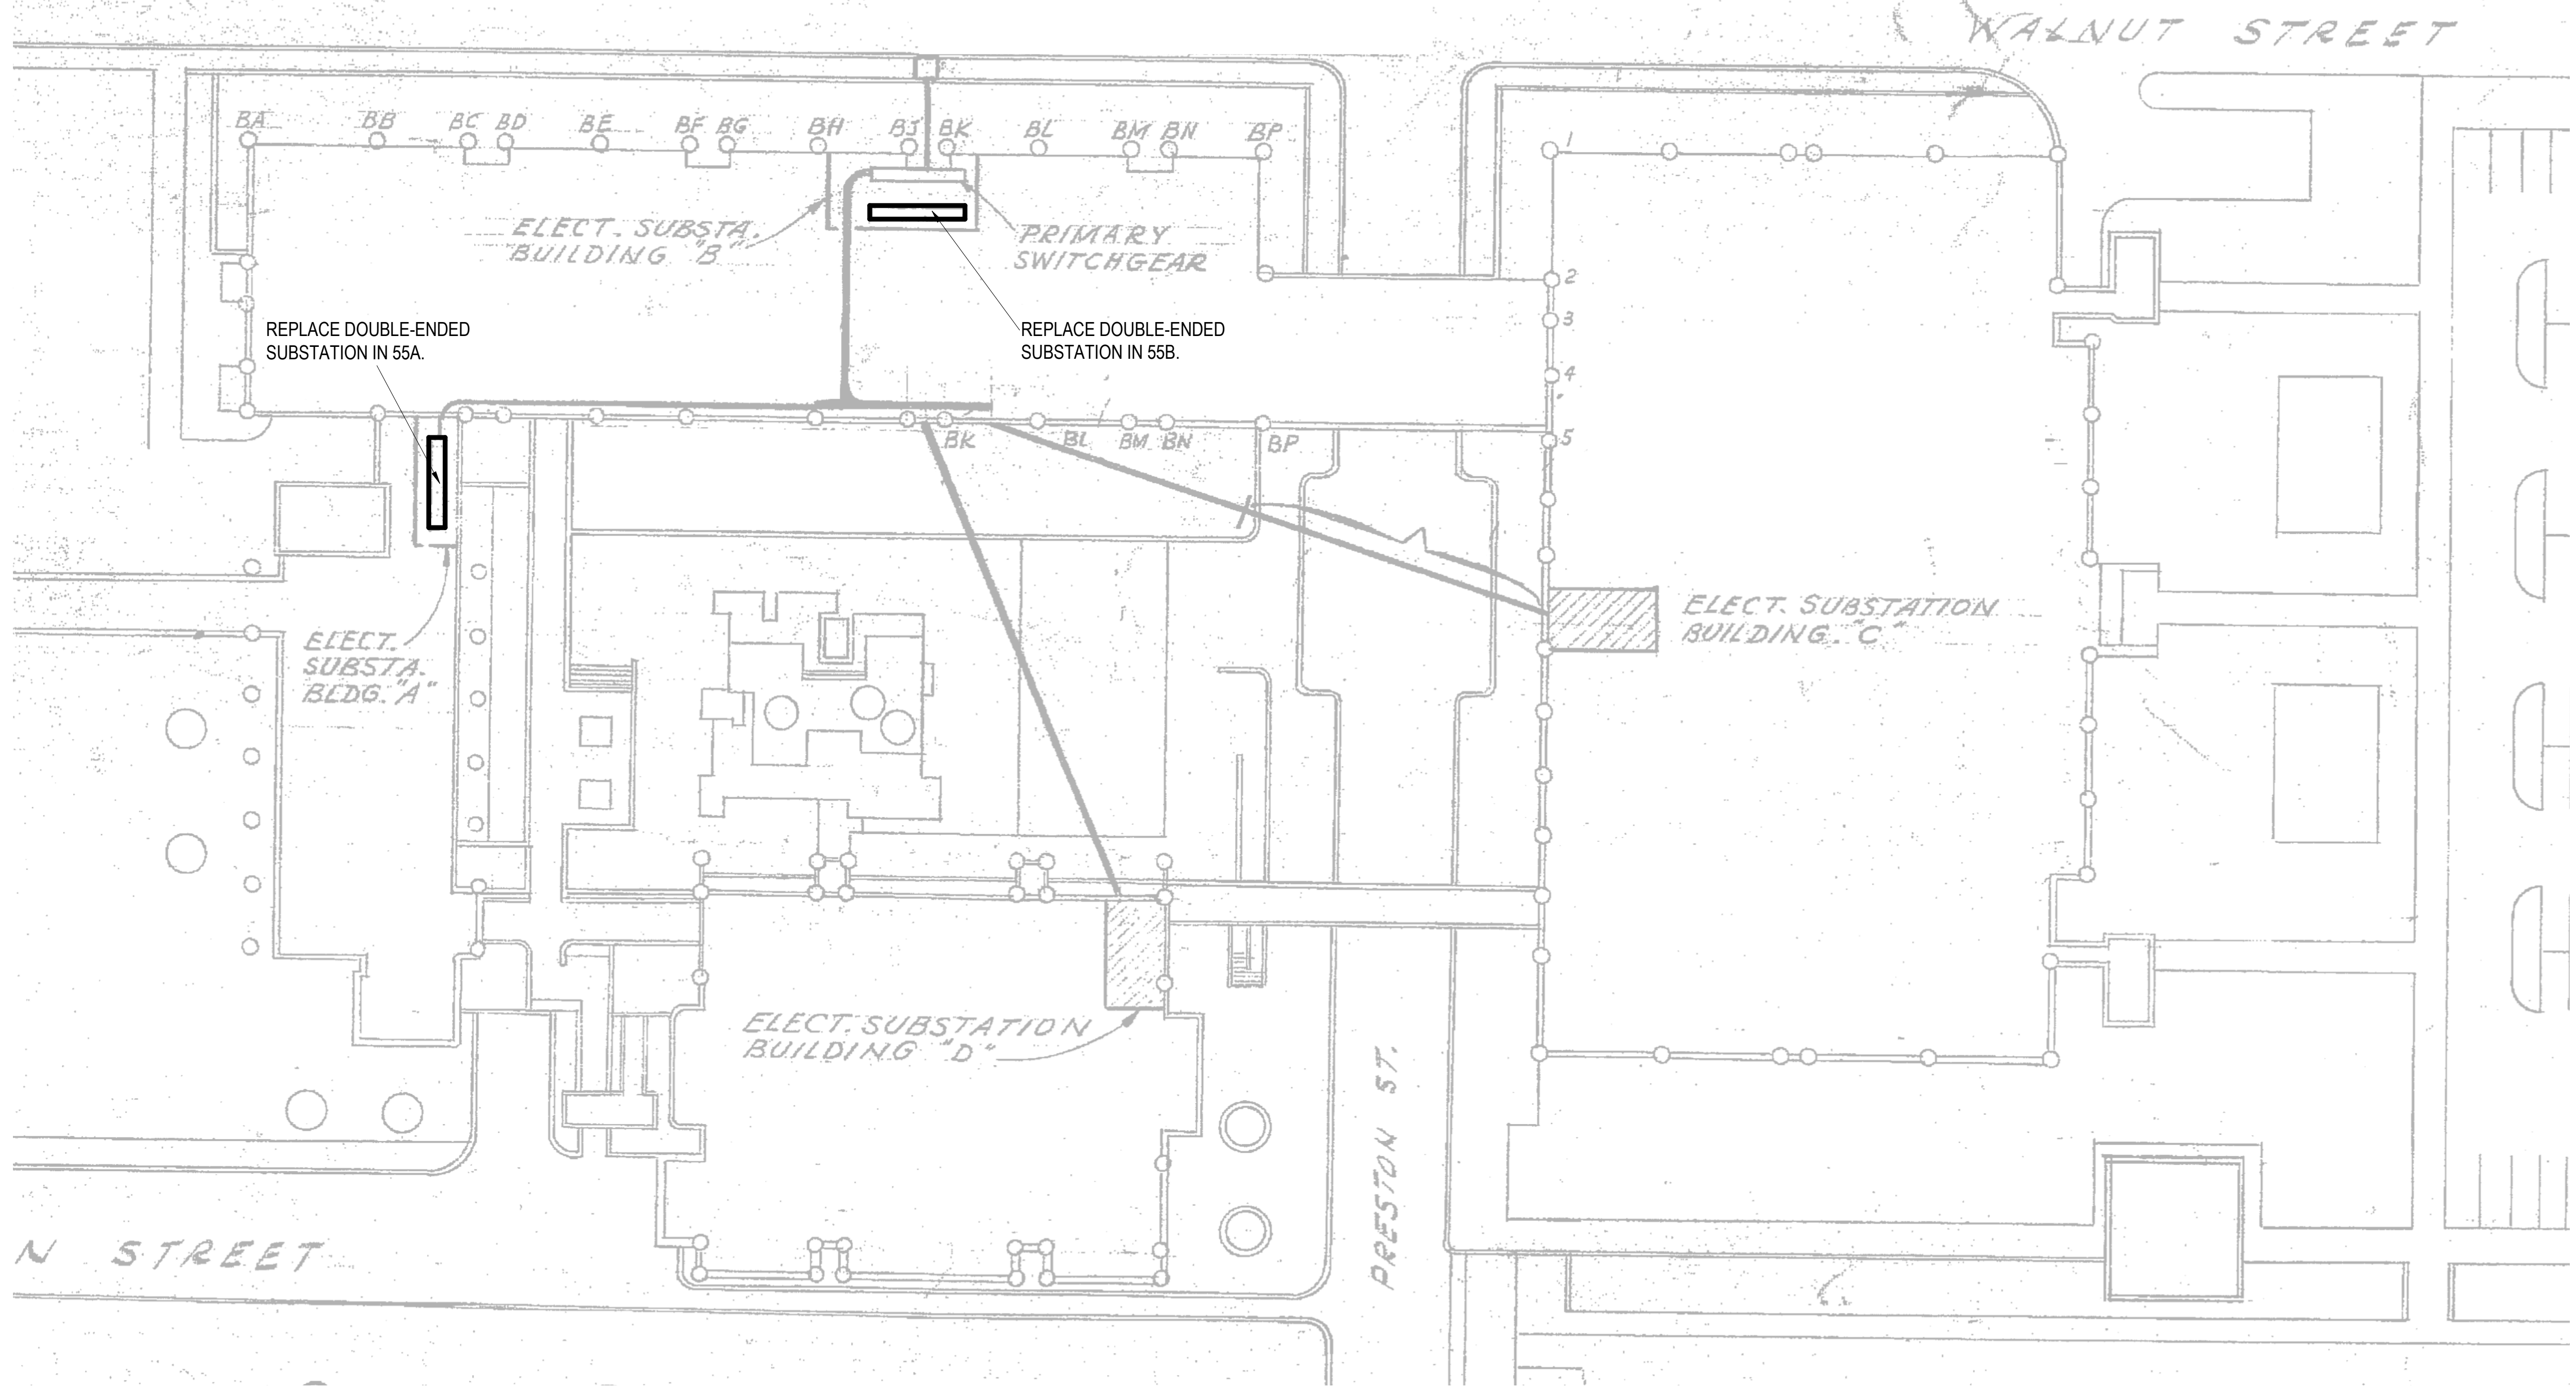 WALNUT STREET
BA BB BC BD BE BF BG BH BJ BK BL BM BN BP
1
ELECT. SUBSTA.
BUILDING "B"
PRIMARY
SWITCHGEAR
2
3
REPLACE DOUBLE-ENDED
SUBSTATION IN 55A.
REPLACE DOUBLE-ENDED
SUBSTATION IN 55B.
4
5
BK BL BM BN BP
ELECT. SUBSTATION
BUILDING "C"
ELECT.
SUBSTA.
BLDG. "A"
ELECT. SUBSTATION
BUILDING "D"
PRESTON ST.
N STREET